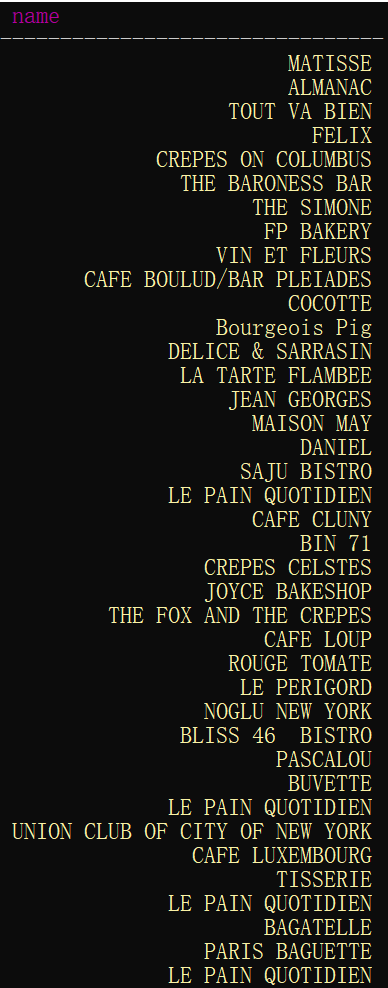 name
---------------------------------
MATISSE
ALMANAC
TOUT VA BIEN
FELIX
CREPES ON COLUMBUS
THE BARONESS BAR
THE SIMONE
FP BAKERY
VIN ET FLEURS
CAFE BOULUD/BAR PLEIADES
COCOTTE
Bourgeois Pig
DELICE & SARRASIN
LA TARTE FLAMBEE
JEAN GEORGES
MAISON MAY
DANIEL
SAJU BISTRO
LE PAIN QUOTIDIEN
CAFE CLUNY
BIN 71
CREPES CELSTES
JOYCE BAKESHOP
THE FOX AND THE CREPES
CAFE LOUP
ROUGE TOMATE
LE PERIGORD
NOGLU NEW YORK
BLISS 46  BISTRO
PASCALOU
BUVETTE
LE PAIN QUOTIDIEN
UNION CLUB OF CITY OF NEW YORK
CAFE LUXEMBOURG
TISSERIE
LE PAIN QUOTIDIEN
BAGATELLE
PARIS BAGUETTE
LE PAIN QUOTIDIEN